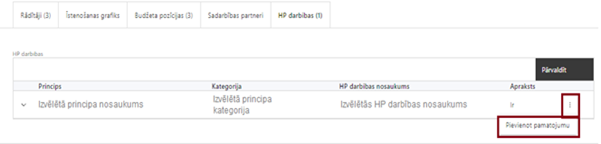 Rādītāji (3) Īstenošanas grafiks Budžeta pozīcijas (3) Sadarbības partneri HP darbības (1)
HP darbības
Pārvaldīt
Princips Kategorija HP darbības nosaukums Apraksts
Izvēlētā principa nosaukums Izvēlētā principa kategorija Izvēlētās HP darbības nosaukums Ir
Pievienot pamatojumu